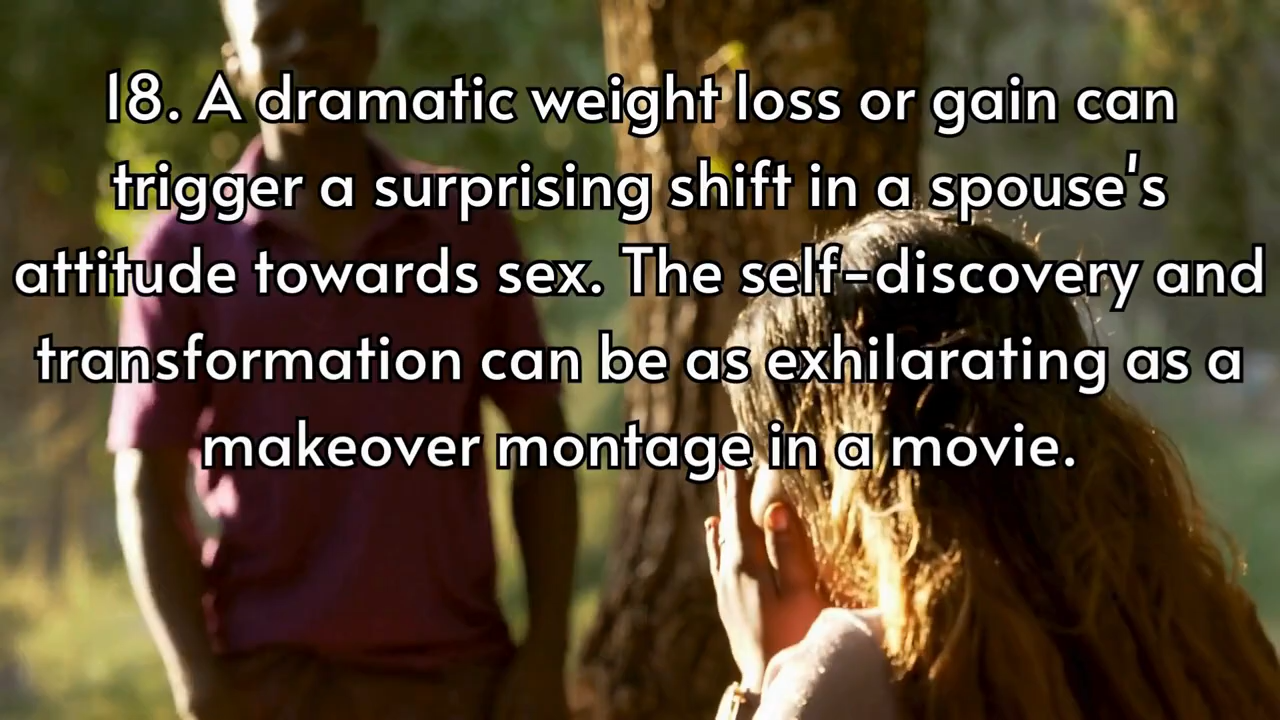 18. A dramatic weight loss or gain can
trigger a surprising shift in a spouse's
attitude towards sex. The self-discovery and
transformation can be as exhilarating as a
makeover montage in a movie.